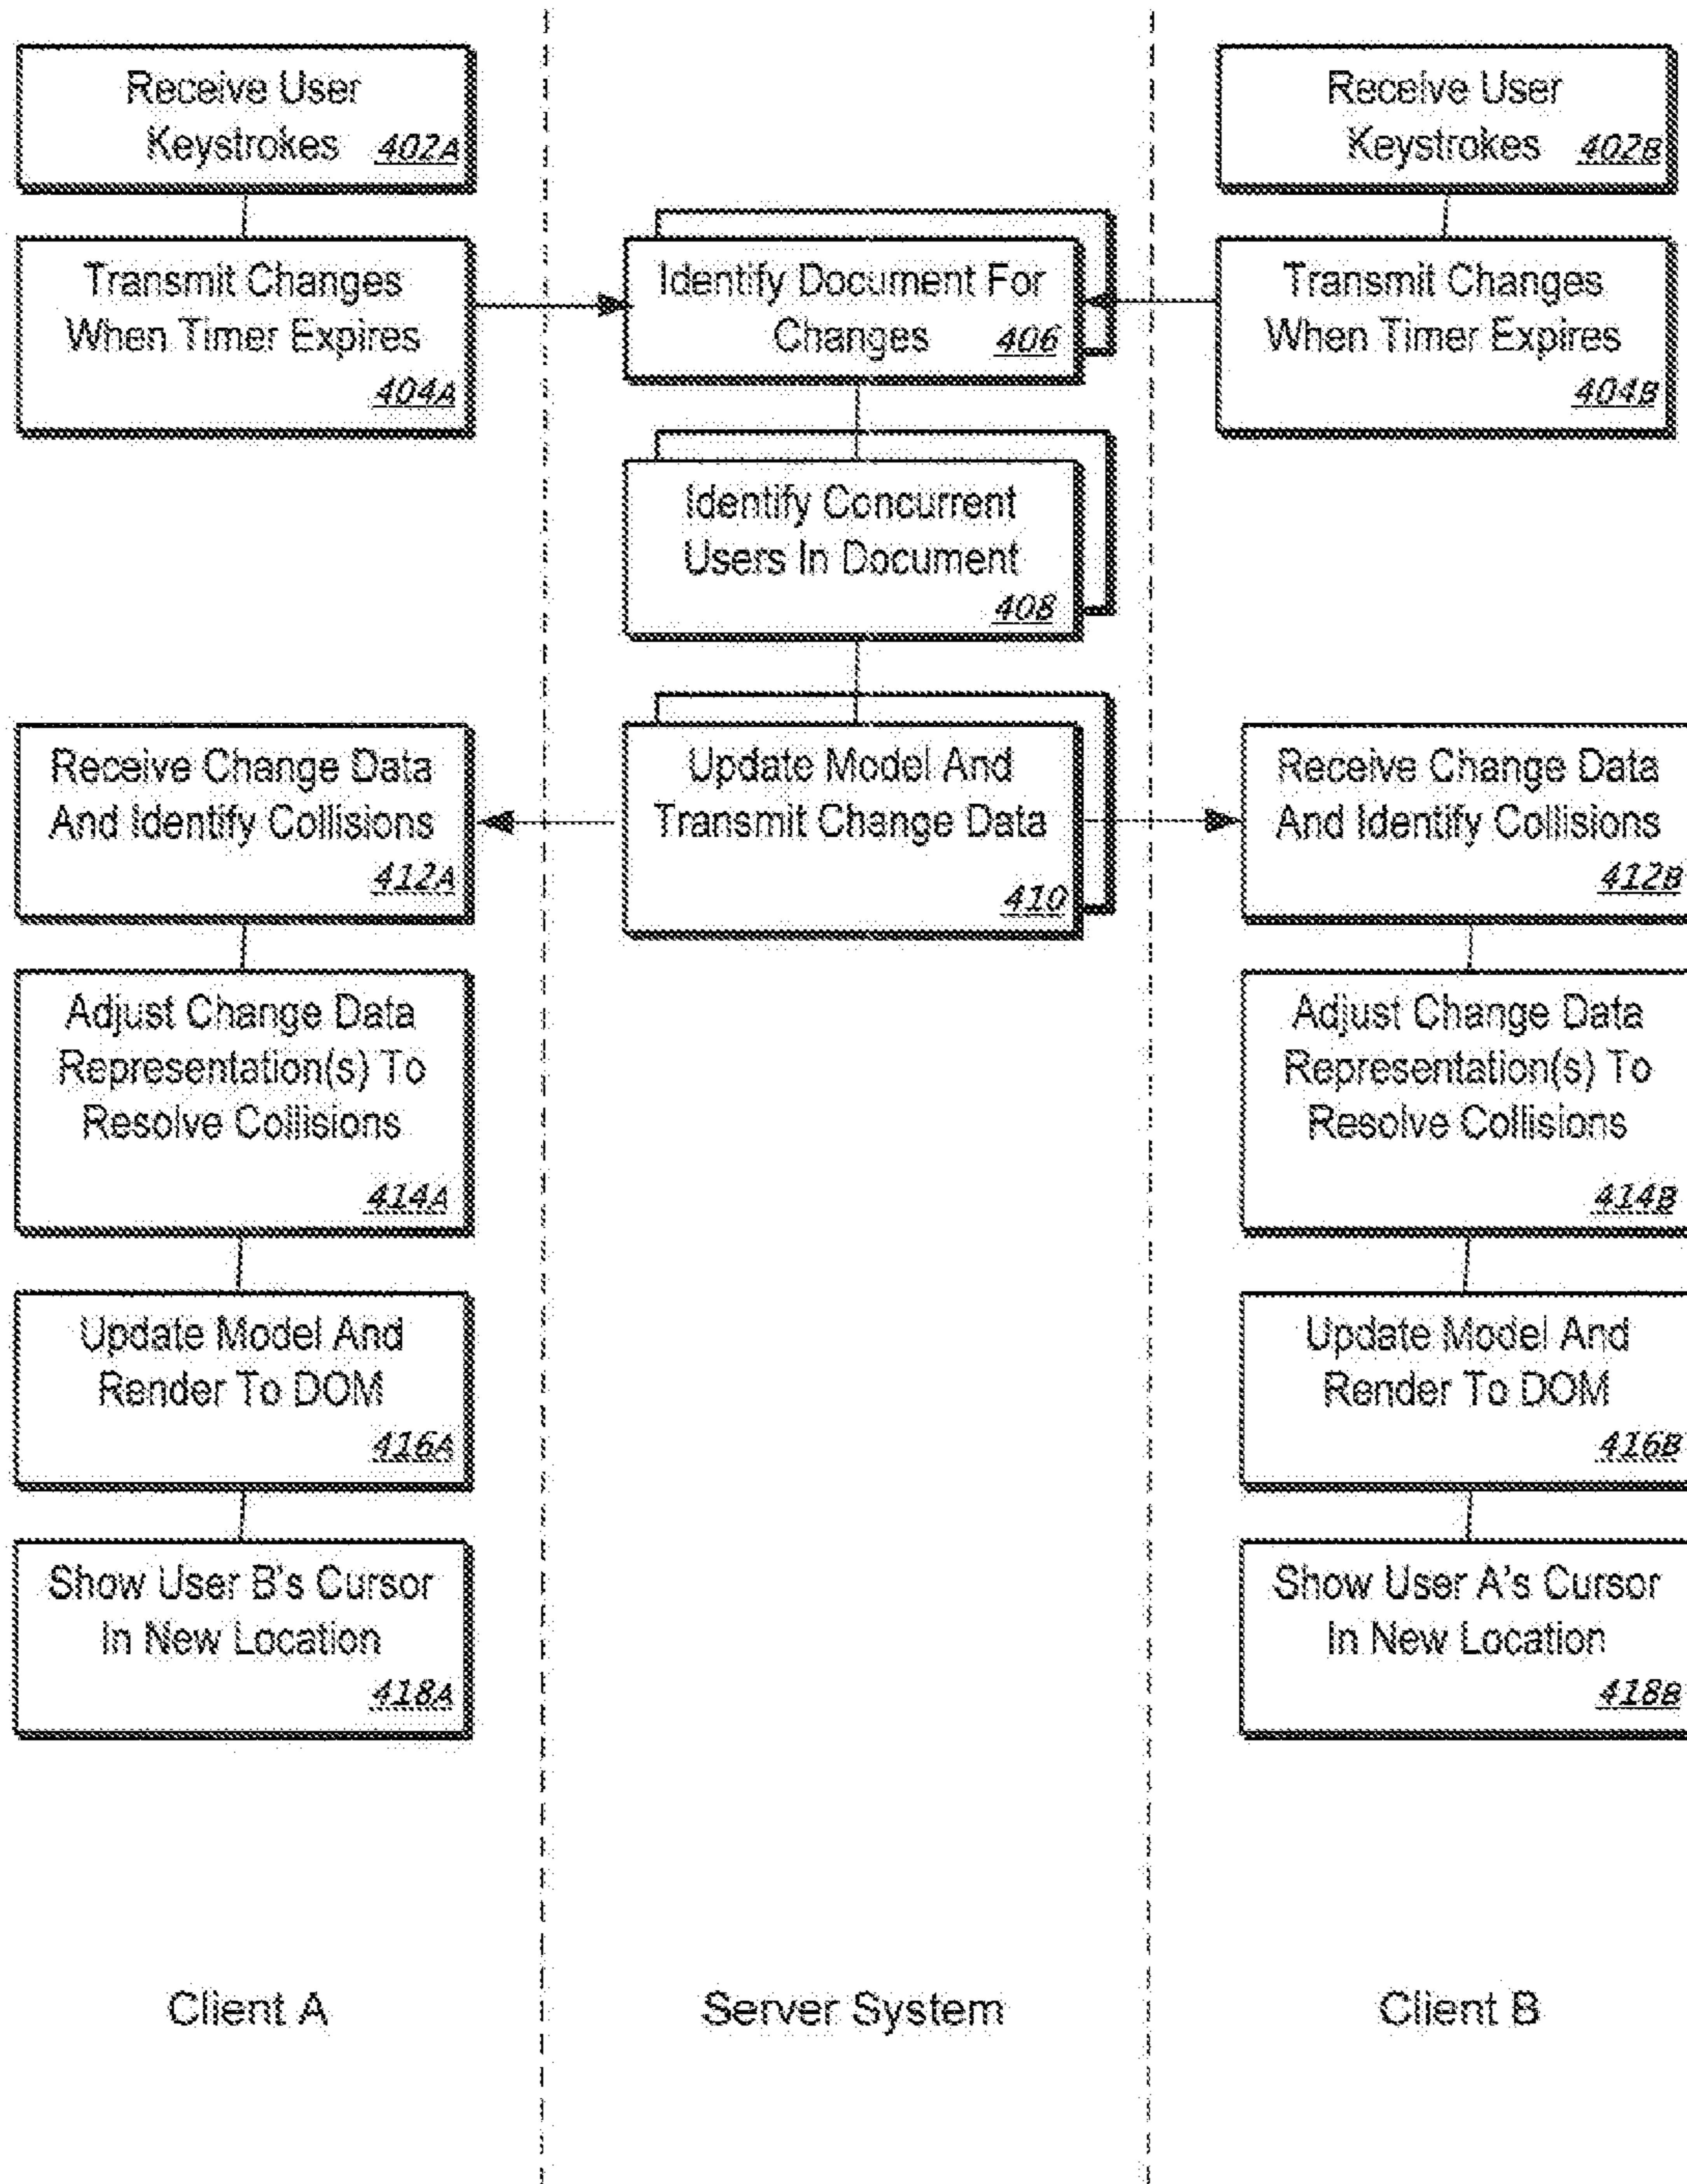 Receive User
Keystrokes 402A
Transmit Changes
When Timer Expires
404A
Receive Change Data
And Identify Collisions
412A
Adjust Change Data
Representation(s) To
Resolve Collisions
414A
Update Model And
Render To DOM
416A
Show User B's Cursor
In New Location
418A
Client A
Identify Document For
Changes 406
Identify Concurrent
Users In Document
408
Update Model And
Transmit Change Data
410
Server System
Receive User
Keystrokes 402B
Transmit Changes
When Timer Expires
404B
Receive Change Data
And Identify Collisions
412B
Adjust Change Data
Representation(s) To
Resolve Collisions
414B
Update Model And
Render To DOM
416B
Show User A's Cursor
In New Location
418B
Client B